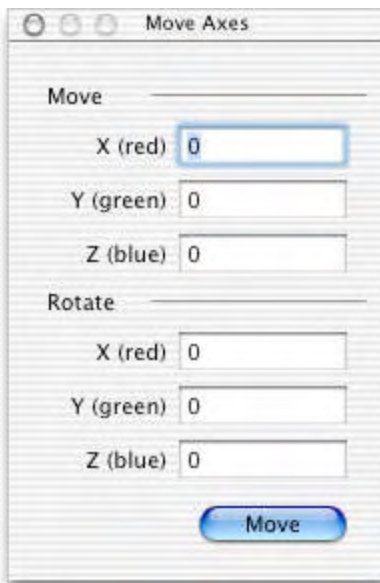 Move Axes
Move
X (red) 0
Y (green) 0
Z (blue) 0
Rotate
X (red) 0
Y (green) 0
Z (blue) 0
Move